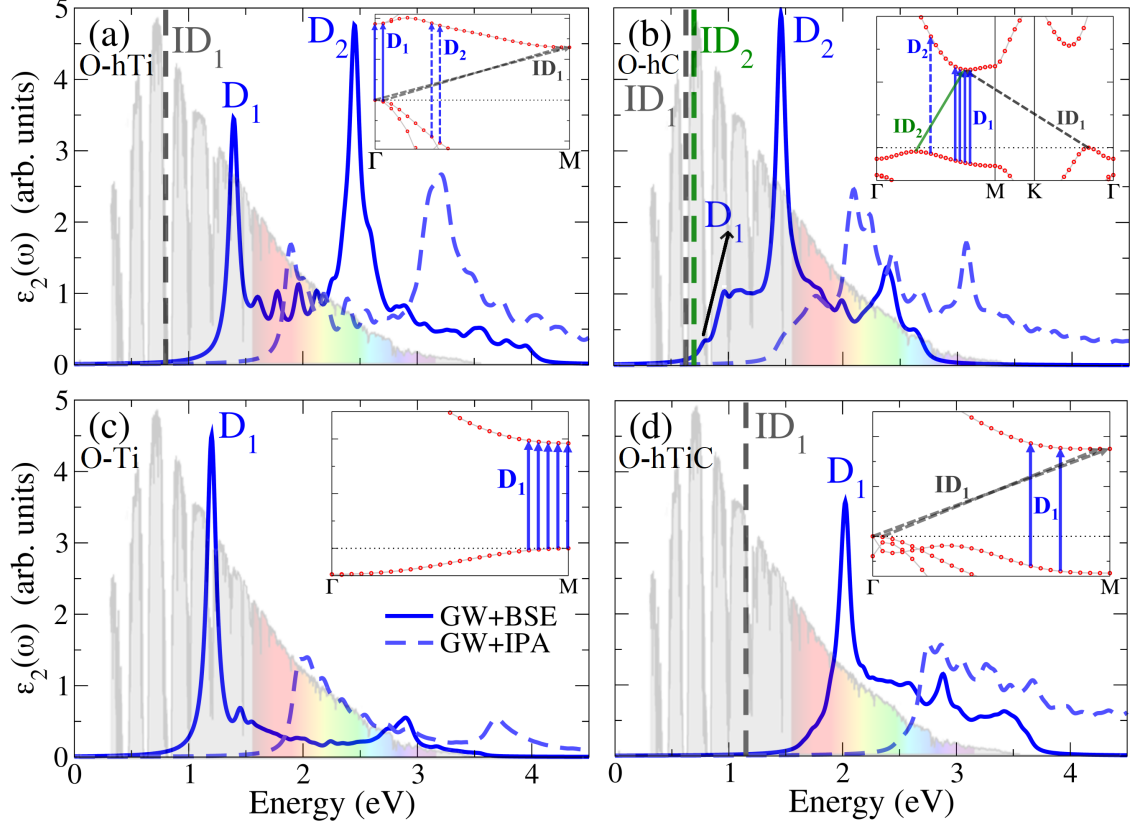 (a)
O-hTi
ID1
D1
D2
D1
D2
ID1
Γ
M
5
4
3
2
1
0
ε2(ω) (arb. units)
(b)
O-hC
ID1
ID2
D2
D1
D2
ID2
D1
ID1
Γ
M
K
Γ
(c)
O-Ti
D1
D1
Γ
M
GW+BSE
GW+IPA
5
4
3
2
1
0
ε2(ω) (arb. units)
0
1
2
3
4
Energy (eV)
(d)
O-hTiC
ID1
D1
ID1
D1
Γ
M
0
1
2
3
4
Energy (eV)